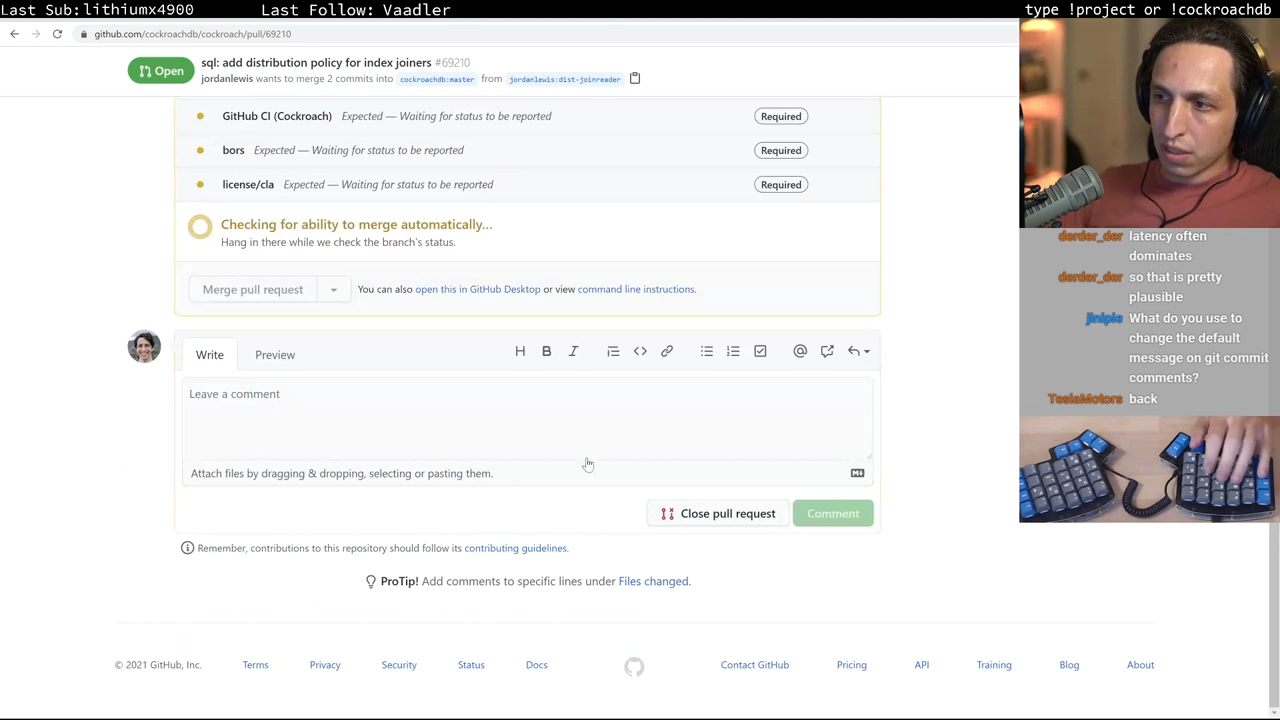 Last Sub:lithiumx4900 Last Follow: Vaadler type !project or !cockroachdb
github.com/cockroachdb/cockroach/pull/69210
Open
sql: add distribution policy for index joiners #69210
jordanlewis wants to merge 2 commits into cockroachdb:master from jordanlewis:dist-joinreader
GitHub CI (Cockroach) Expected — Waiting for status to be reported Required
bors Expected — Waiting for status to be reported Required
license/cla Expected — Waiting for status to be reported Required
Checking for ability to merge automatically...
Hang in there while we check the branch's status.
Merge pull request You can also open this in GitHub Desktop or view command line instructions.
Write Preview
Leave a comment
Attach files by dragging & dropping, selecting or pasting them.
Close pull request Comment
Remember, contributions to this repository should follow its contributing guidelines.
ProTip! Add comments to specific lines under Files changed.
© 2021 GitHub, Inc. Terms Privacy Security Status Docs Contact GitHub Pricing API Training Blog About
dorder_der latency often
dominates
dorder_der so that is pretty
plausible
jinipie What do you use to
change the default
message on git commit
comments?
TeslaMotors back